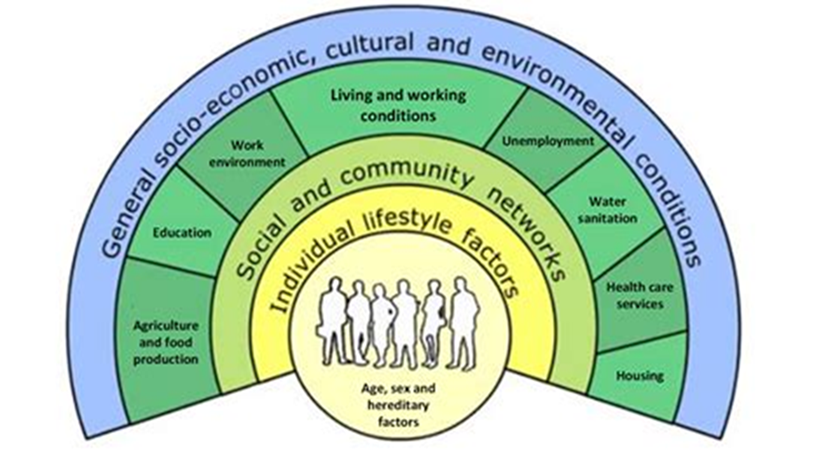 General socio-economic, cultural and environmental conditions
Living and working
conditions
Work
environment
Unemployment
Education
Water
sanitation
Agriculture
and food
production
Health care
services
Housing
Social and community networks
Individual lifestyle factors
Age, sex and
hereditary
factors